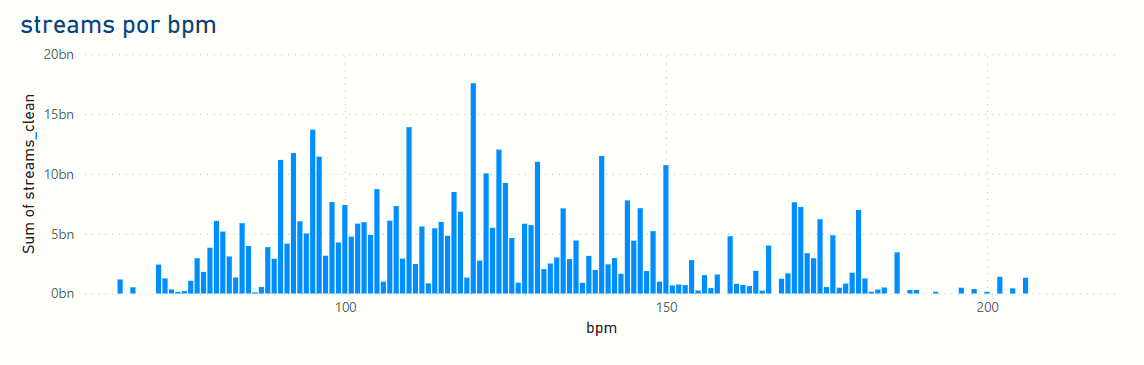 streams por bpm
Sum of streams_clean
20bn
15bn
10bn
5bn
0bn
100
150
200
bpm